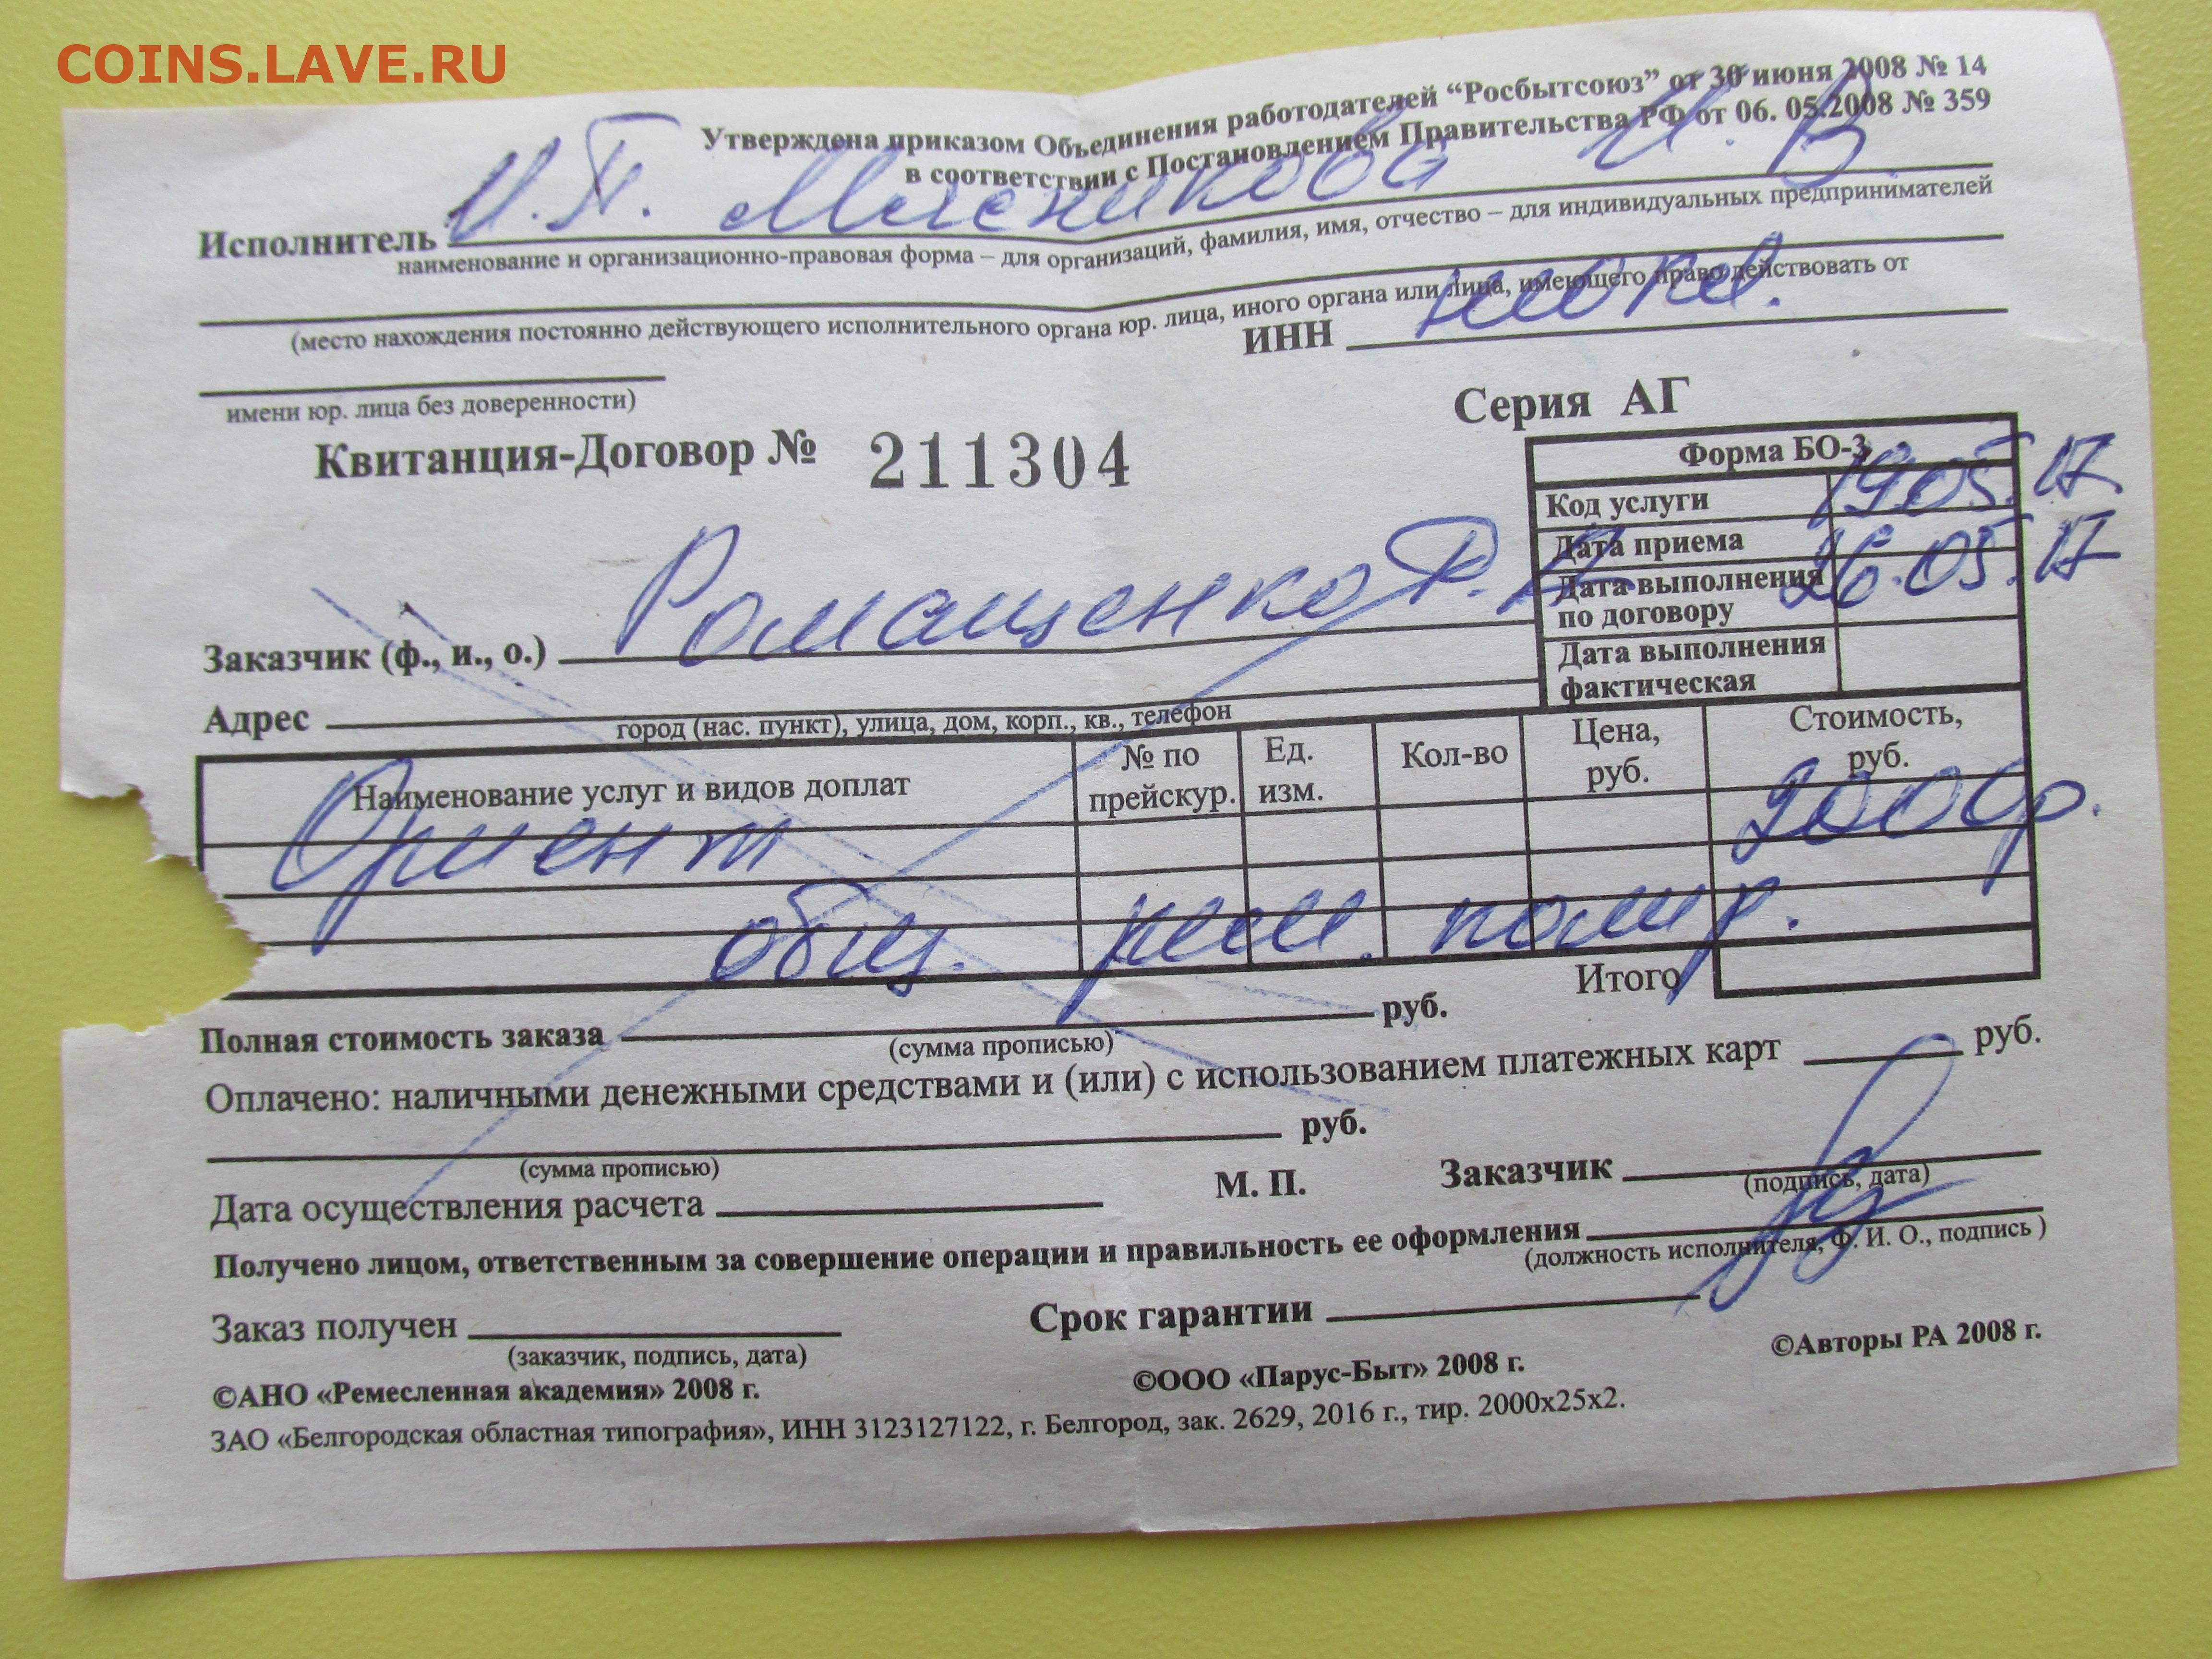 COINS.LAVE.RU
Утверждена приказом Объединения работодателей “Росбытсоюз” от 30 июня 2008 № 14
в соответствии с Постановлением Правительства РФ от 06. 05.2008 № 359
Исполнитель И.П. Мясникова И. В
наименование и организационно-правовая форма – для организаций, фамилия, имя, отчество – для индивидуальных предпринимателей
(место нахождения постоянно действующего исполнительного органа юр. лица, иного органа или лица, имеющего право действовать от
ИНН
имени юр. лица без доверенности)
Серия АГ
Квитанция-Договор № 211304
Форма БО-3
Код услуги 19.05.17
Дата приема
Дата выполнения по договору 26.05.17
Дата выполнения фактическая
Заказчик (ф., и., о.) Романщенко Р.
Адрес
город (нас. пункт), улица, дом, корп., кв., телефон
Наименование услуг и видов доплат № по прейскур. Ед. изм. Кол-во Цена, руб. Стоимость, руб.
Ориент 2000р.
общ. рем. полир.
Итого
Полная стоимость заказа руб.
(сумма прописью)
Оплачено: наличными денежными средствами и (или) с использованием платежных карт руб.
руб.
(сумма прописью)
М. П. Заказчик
(подпись, дата)
Дата осуществления расчета
Получено лицом, ответственным за совершение операции и правильность ее оформления
(должность исполнителя, Ф. И. О., подпись )
Заказ получен Срок гарантии
(заказчик, подпись, дата)
©АНО «Ремесленная академия» 2008 г. ©ООО «Парус-Быт» 2008 г. ©Авторы РА 2008 г.
ЗАО «Белгородская областная типография», ИНН 3123127122, г. Белгород, зак. 2629, 2016 г., тир. 2000х25х2.